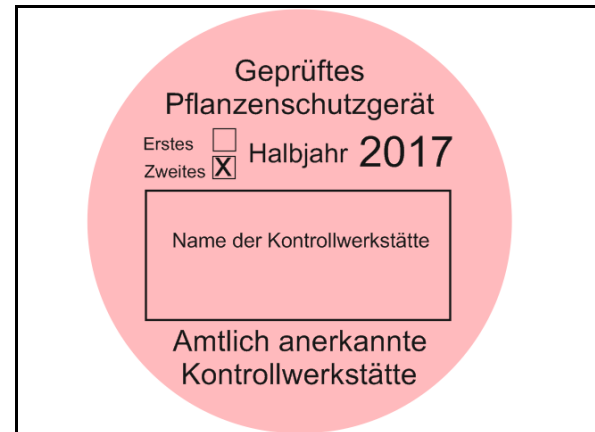 Geprüftes
Pflanzenschutzgerät
Erstes
Zweites X Halbjahr 2017
Name der Kontrollwerkstätte
Amtlich anerkannte
Kontrollwerkstätte